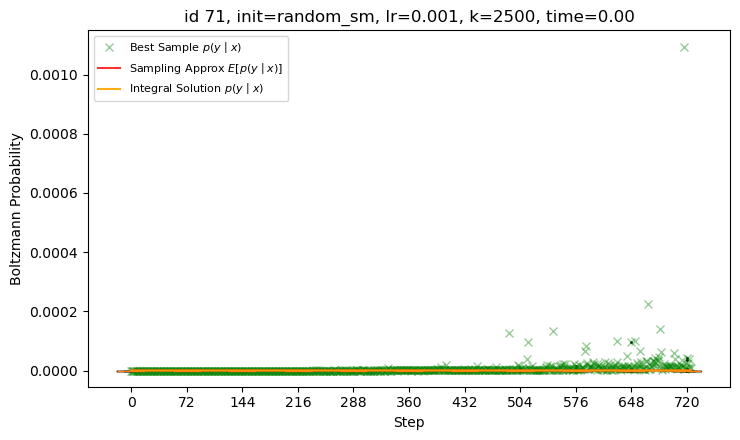 id 71, init=random_sm, lr=0.001, k=2500, time=0.00
Best Sample p(y | x)
Sampling Approx E[p(y | x)]
Integral Solution p(y | x)
Boltzmann Probability
0.0010
0.0008
0.0006
0.0004
0.0002
0.0000
0 72 144 216 288 360 432 504 576 648 720
Step